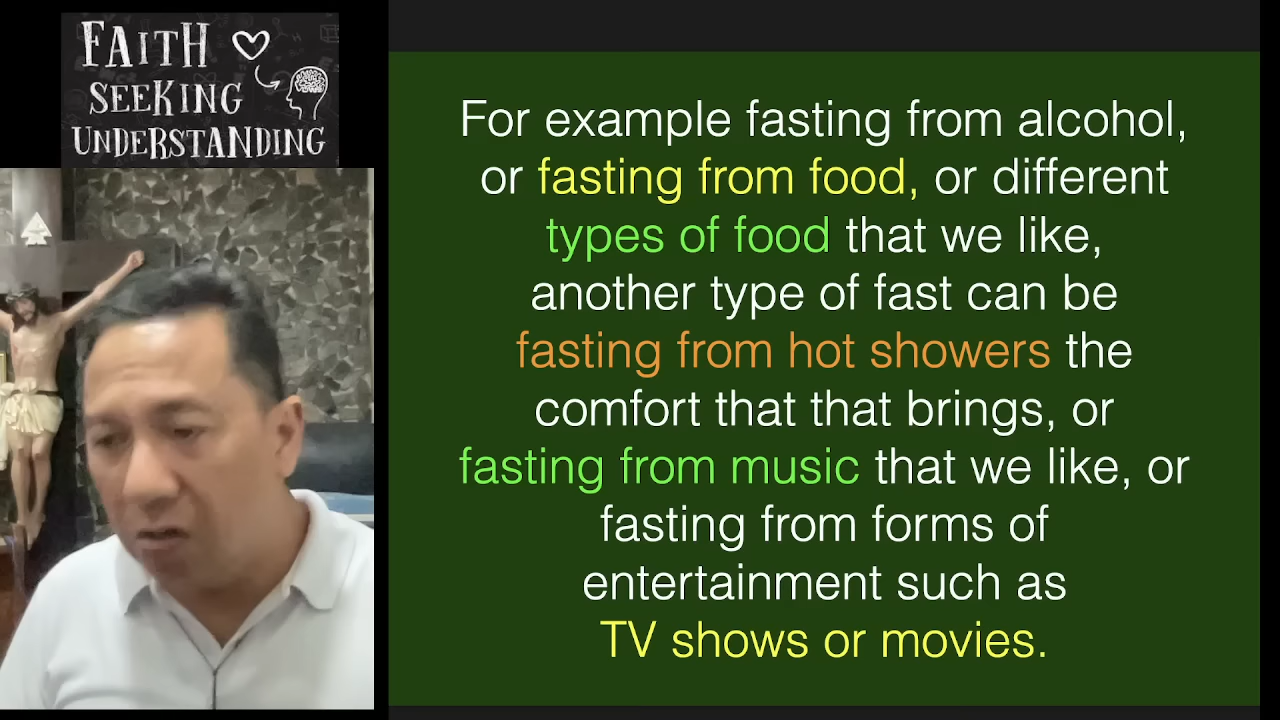 FAITH
SEEKING
UNDERSTANDING
For example fasting from alcohol,
or fasting from food, or different
types of food that we like,
another type of fast can be
fasting from hot showers the
comfort that that brings, or
fasting from music that we like, or
fasting from forms of
entertainment such as
TV shows or movies.